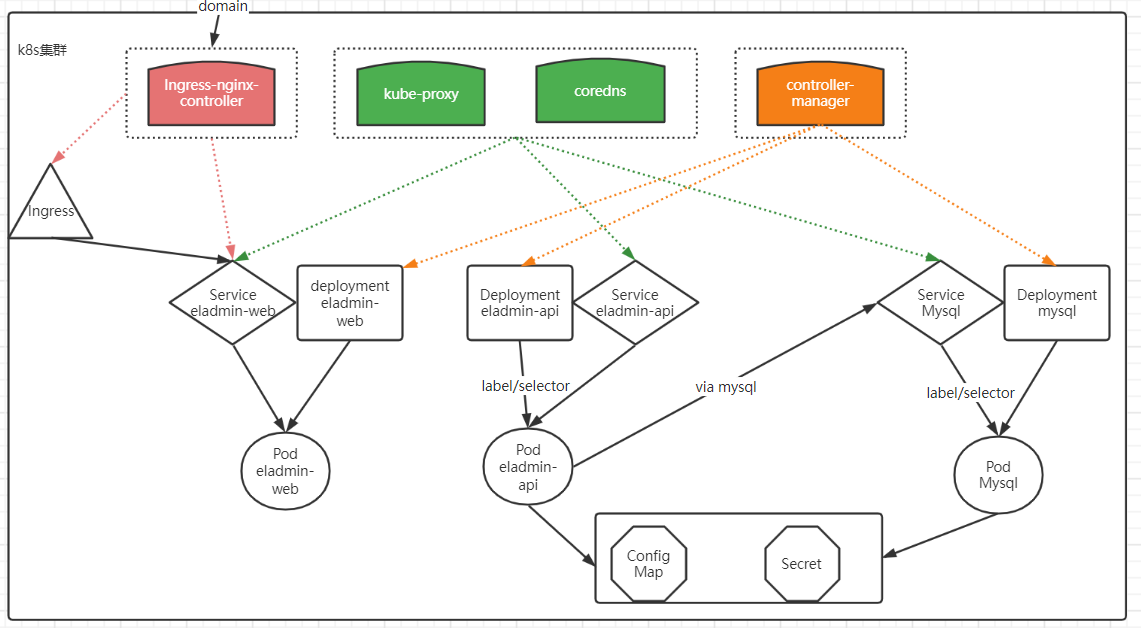 domain
k8s集群
Ingress-nginx-
controller
kube-proxy
coredns
controller-
manager
Ingress
Service
eladmin-web
deployment
eladmin-
web
Deployment
eladmin-api
Service
eladmin-api
Service
Mysql
Deployment
mysql
label/selector
via mysql
label/selector
Pod
eladmin-
web
Pod
eladmin-
api
Pod
Mysql
Config
Map
Secret